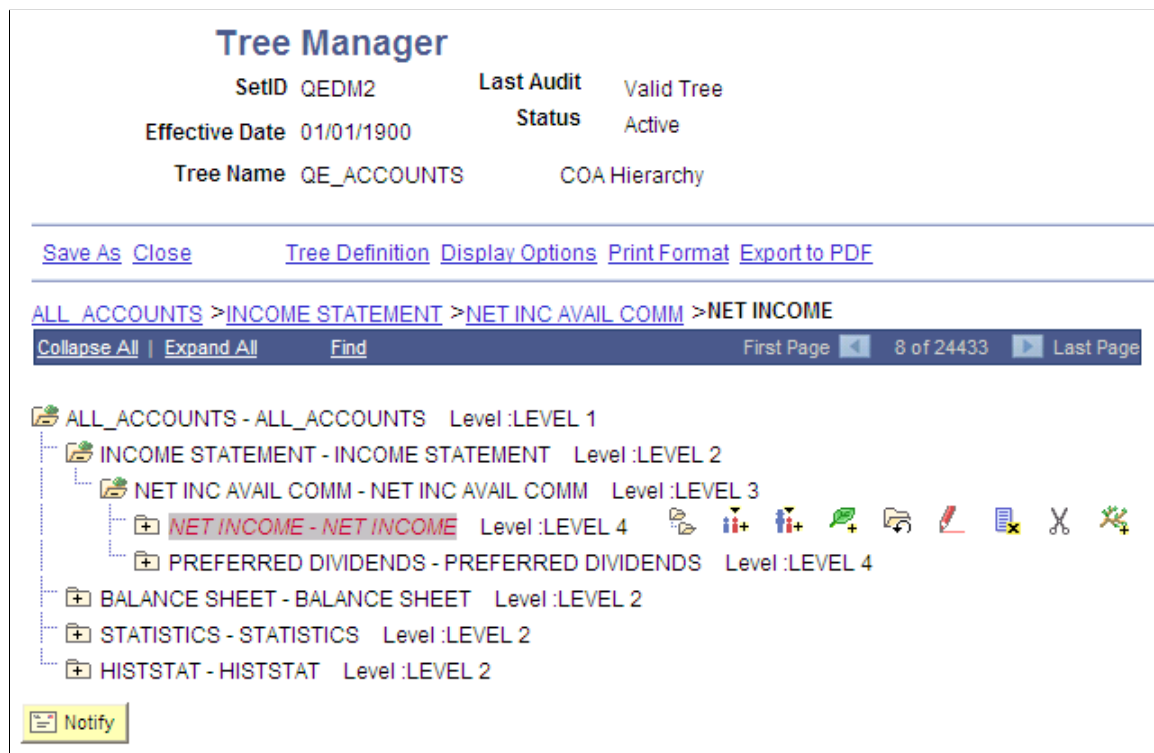 Tree Manager
SetID QEDM2 Last Audit Valid Tree
Effective Date 01/01/1900 Status Active
Tree Name QE_ACCOUNTS COA Hierarchy
Save As Close Tree Definition Display Options Print Format Export to PDF
ALL_ACCOUNTS >INCOME STATEMENT >NET INC AVAIL COMM >NET INCOME
Collapse All | Expand All Find First Page 8 of 24433 Last Page
ALL_ACCOUNTS - ALL_ACCOUNTS Level :LEVEL 1
INCOME STATEMENT - INCOME STATEMENT Level :LEVEL 2
NET INC AVAIL COMM - NET INC AVAIL COMM Level :LEVEL 3
NET INCOME - NET INCOME Level :LEVEL 4
PREFERRED DIVIDENDS - PREFERRED DIVIDENDS Level :LEVEL 4
BALANCE SHEET - BALANCE SHEET Level :LEVEL 2
STATISTICS - STATISTICS Level :LEVEL 2
HISTSTAT - HISTSTAT Level :LEVEL 2
Notify